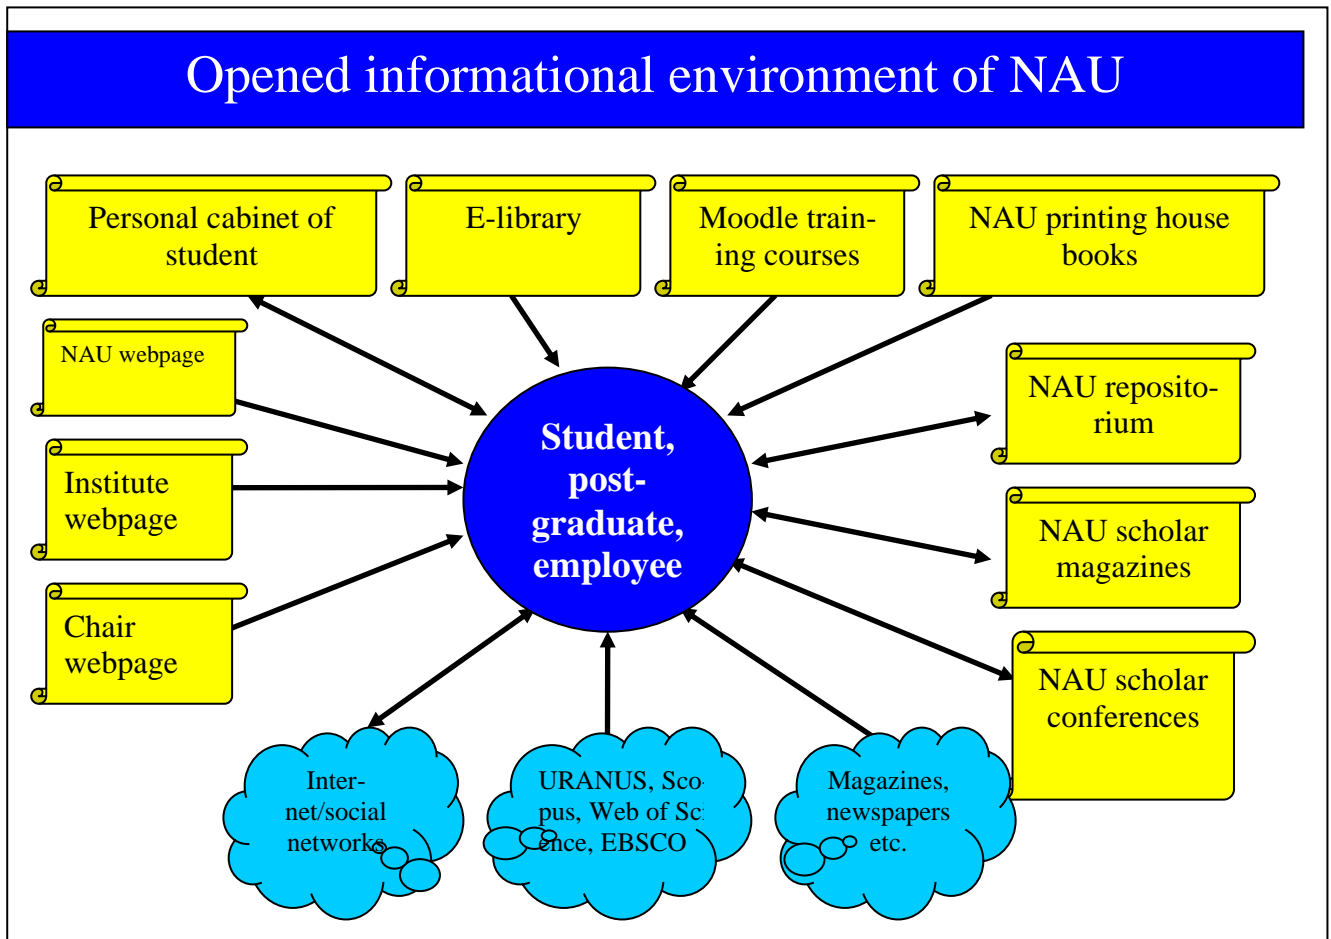 Opened informational environment of NAU
Personal cabinet of
student
E-library
Moodle train-
ing courses
NAU printing house
books
NAU webpage
Institute
webpage
Chair
webpage
Student,
post-
graduate,
employee
NAU reposito-
rium
NAU scholar
magazines
NAU scholar
conferences
Inter-
net/social
networks
URANUS, Sco-
pus, Web of Sci
ence, EBSCO
Magazines,
newspapers
etc.